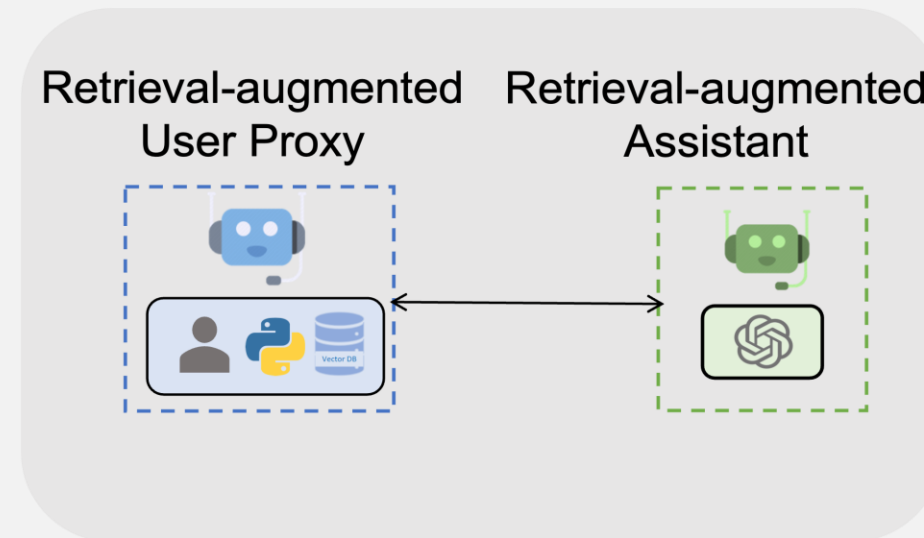 Retrieval-augmented
User Proxy
Retrieval-augmented
Assistant
Vector DB